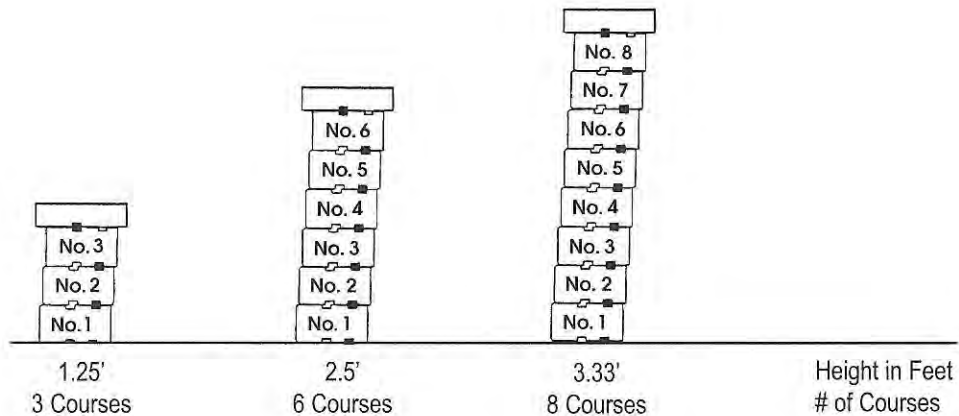 No. 3
No. 2
No. 1
No. 6
No. 5
No. 4
No. 3
No. 2
No. 1
No. 8
No. 7
No. 6
No. 5
No. 4
No. 3
No. 2
No. 1
1.25' 2.5' 3.33' Height in Feet
3 Courses 6 Courses 8 Courses # of Courses